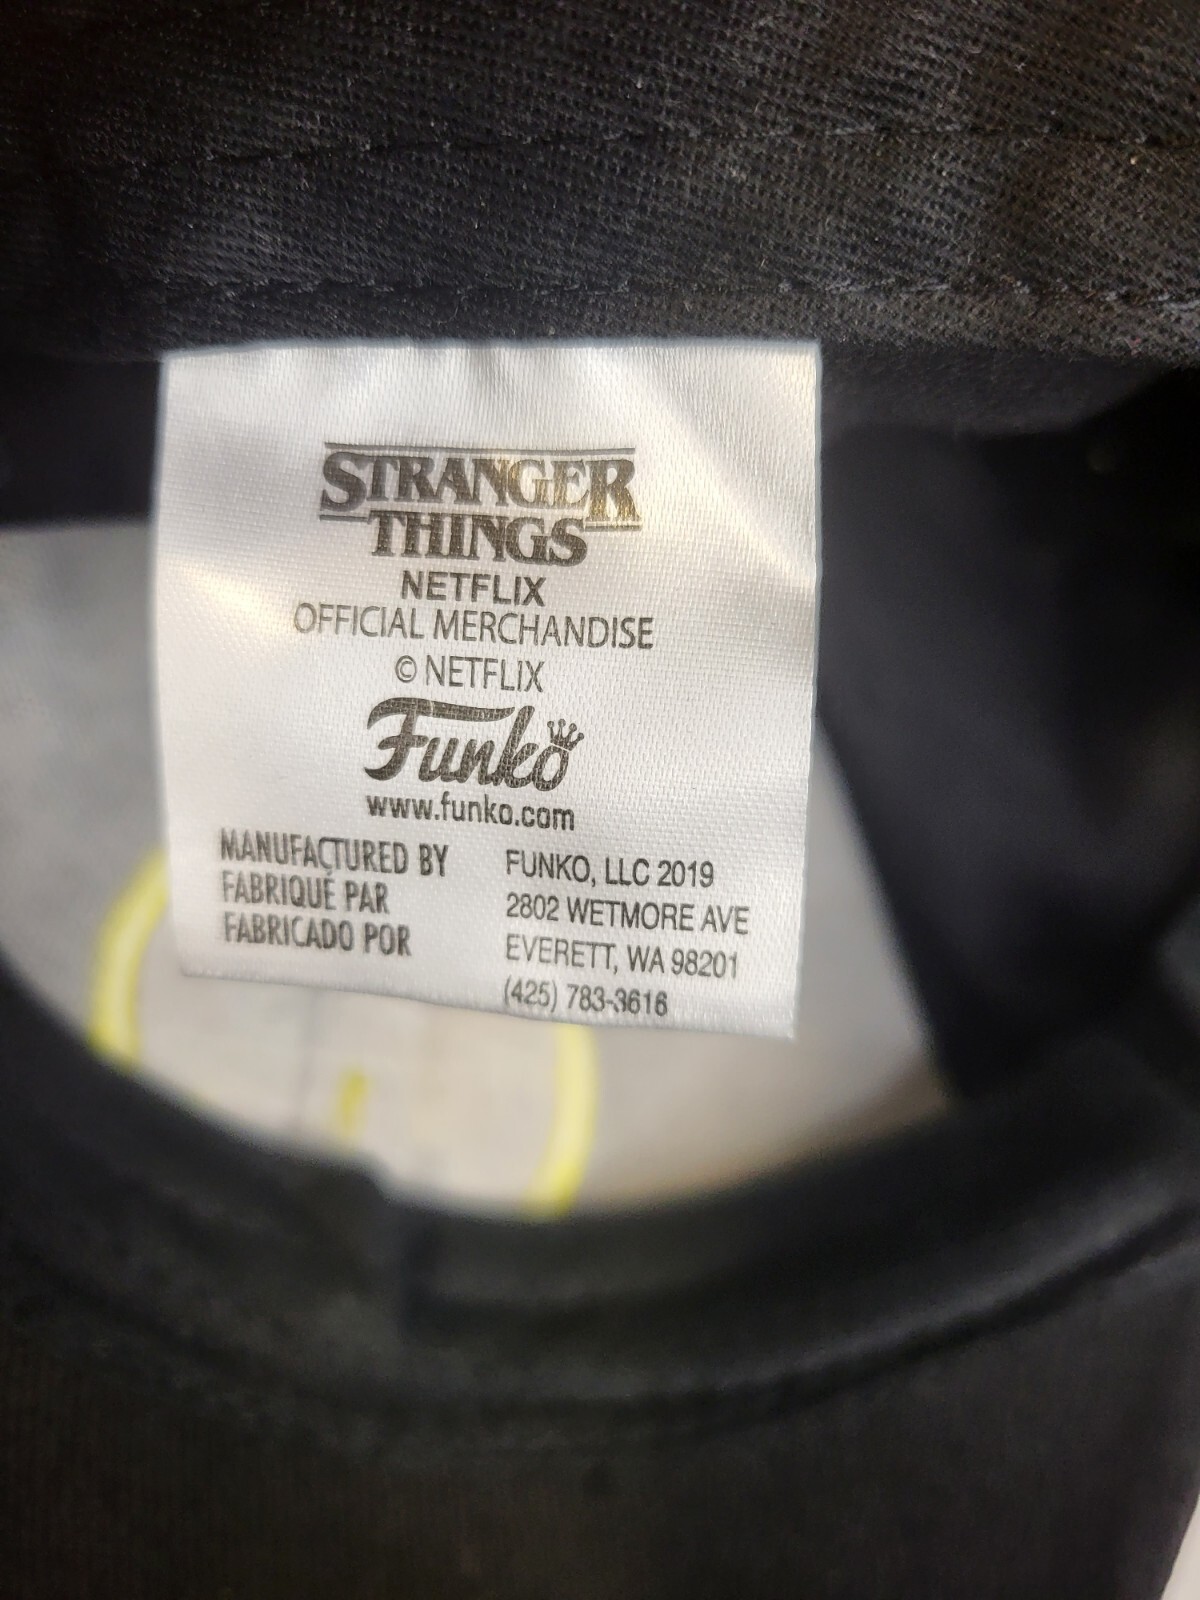 STRANGER
THINGS
NETFLIX
OFFICIAL MERCHANDISE
© NETFLIX
Funko
www.funko.com
MANUFACTURED BY
FABRIQUÉ PAR
FABRICADO POR
FUNKO, LLC 2019
2802 WETMORE AVE
EVERETT, WA 98201
(425) 783-3616